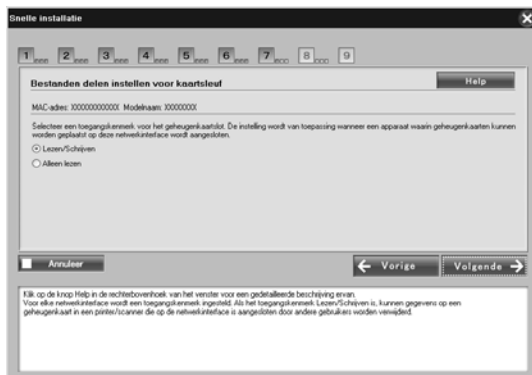 Snelle installatie
1 2 3 4 5 6 7 8 9
Bestanden delen instellen voor kaartsleuf
Help
MAC-adres: XXXXXXXXXXXX Modelnaam: XXXXXXXX
Selecteer een toegangskenmerk voor het geheugenkaartslot. De instelling wordt van toepassing wanneer een apparaat waarin geheugenkaarten kunnen
worden geplaatst op deze netwerkinterface wordt aangesloten.
Lezen/Schrijven
Alleen lezen
Annuleer
Vorige
Volgende
Klik op de knop Help in de rechterbovenhoek van het venster voor een gedetailleerde beschrijving ervan.
Voor elke netwerkinterface wordt een toegangskenmerk ingesteld. Als het toegangskenmerk Lezen/Schrijven is, kunnen gegevens op een
geheugenkaart in een printer/scanner die op de netwerkinterface is aangesloten door andere gebruikers worden verwijderd.